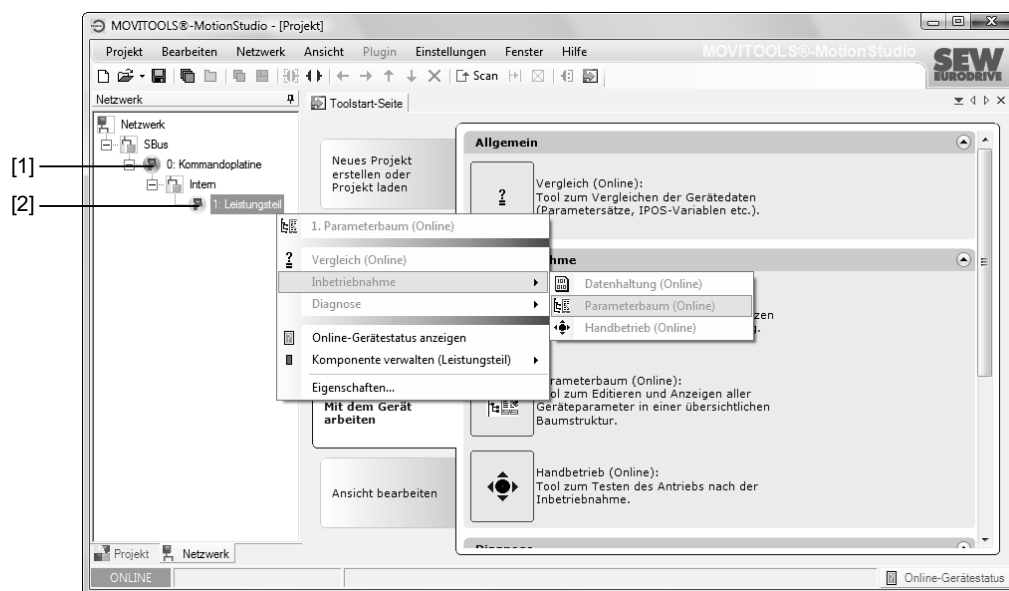 MOVITOOLS®-MotionStudio - [Projekt]
Projekt Bearbeiten Netzwerk Ansicht Plugin Einstellungen Fenster Hilfe
MOVITOOLS®-MotionStudio
SEW
EURODRIVE
Scan
Netzwerk
Toolstart-Seite
Netzwerk
SBus
[1]
0: Kommandoplatine
Intern
[2]
1: Leistungsteil
Neues Projekt
erstellen oder
Projekt laden
Allgemein
Vergleich (Online):
Tool zum Vergleichen der Gerätedaten
(Parametersätze, IPOS-Variablen etc.).
1. Parameterbaum (Online)
Vergleich (Online)
Inbetriebnahme
Diagnose
Online-Gerätestatus anzeigen
Komponente verwalten (Leistungsteil)
Eigenschaften...
hme
Datenhaltung (Online)
Parameterbaum (Online)
Handbetrieb (Online)
zen
g.
rameterbaum (Online):
ol zum Editieren und Anzeigen aller
Geräteparameter in einer übersichtlichen
Baumstruktur.
Mit dem Gerät
arbeiten
Ansicht bearbeiten
Handbetrieb (Online):
Tool zum Testen des Antriebs nach der
Inbetriebnahme.
Projekt Netzwerk
ONLINE
Online-Gerätestatus